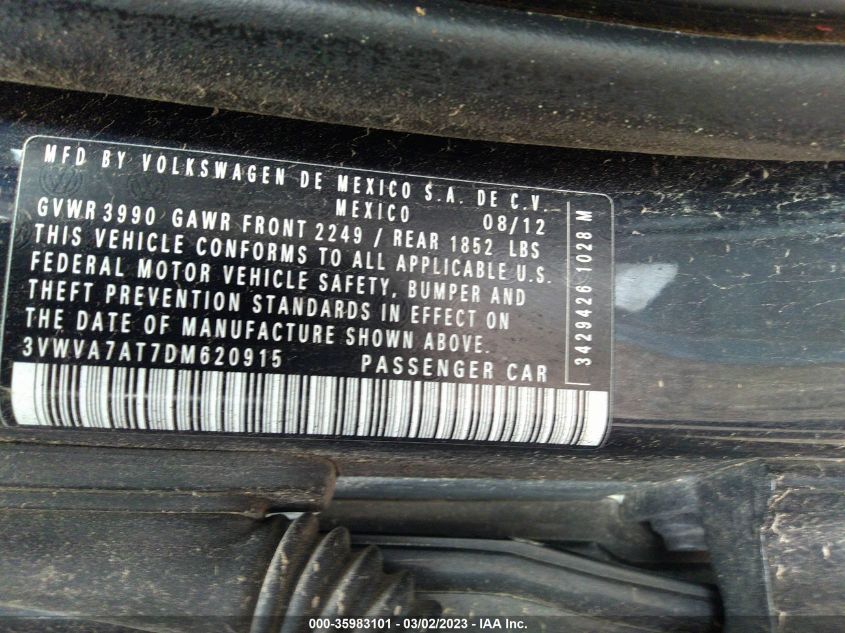 MFD BY VOLKSWAGEN DE MEXICO S.A. DE C.V.
MEXICO 08/12
GVWR 3990 GAWR FRONT 2249 / REAR 1852 LBS
THIS VEHICLE CONFORMS TO ALL APPLICABLE U.S.
FEDERAL MOTOR VEHICLE SAFETY, BUMPER AND
THEFT PREVENTION STANDARDS IN EFFECT ON
THE DATE OF MANUFACTURE SHOWN ABOVE.
3VWVA7AT7DM620915 PASSENGER CAR
3429426 1028 M
000-35983101 - 03/02/2023 - IAA Inc.